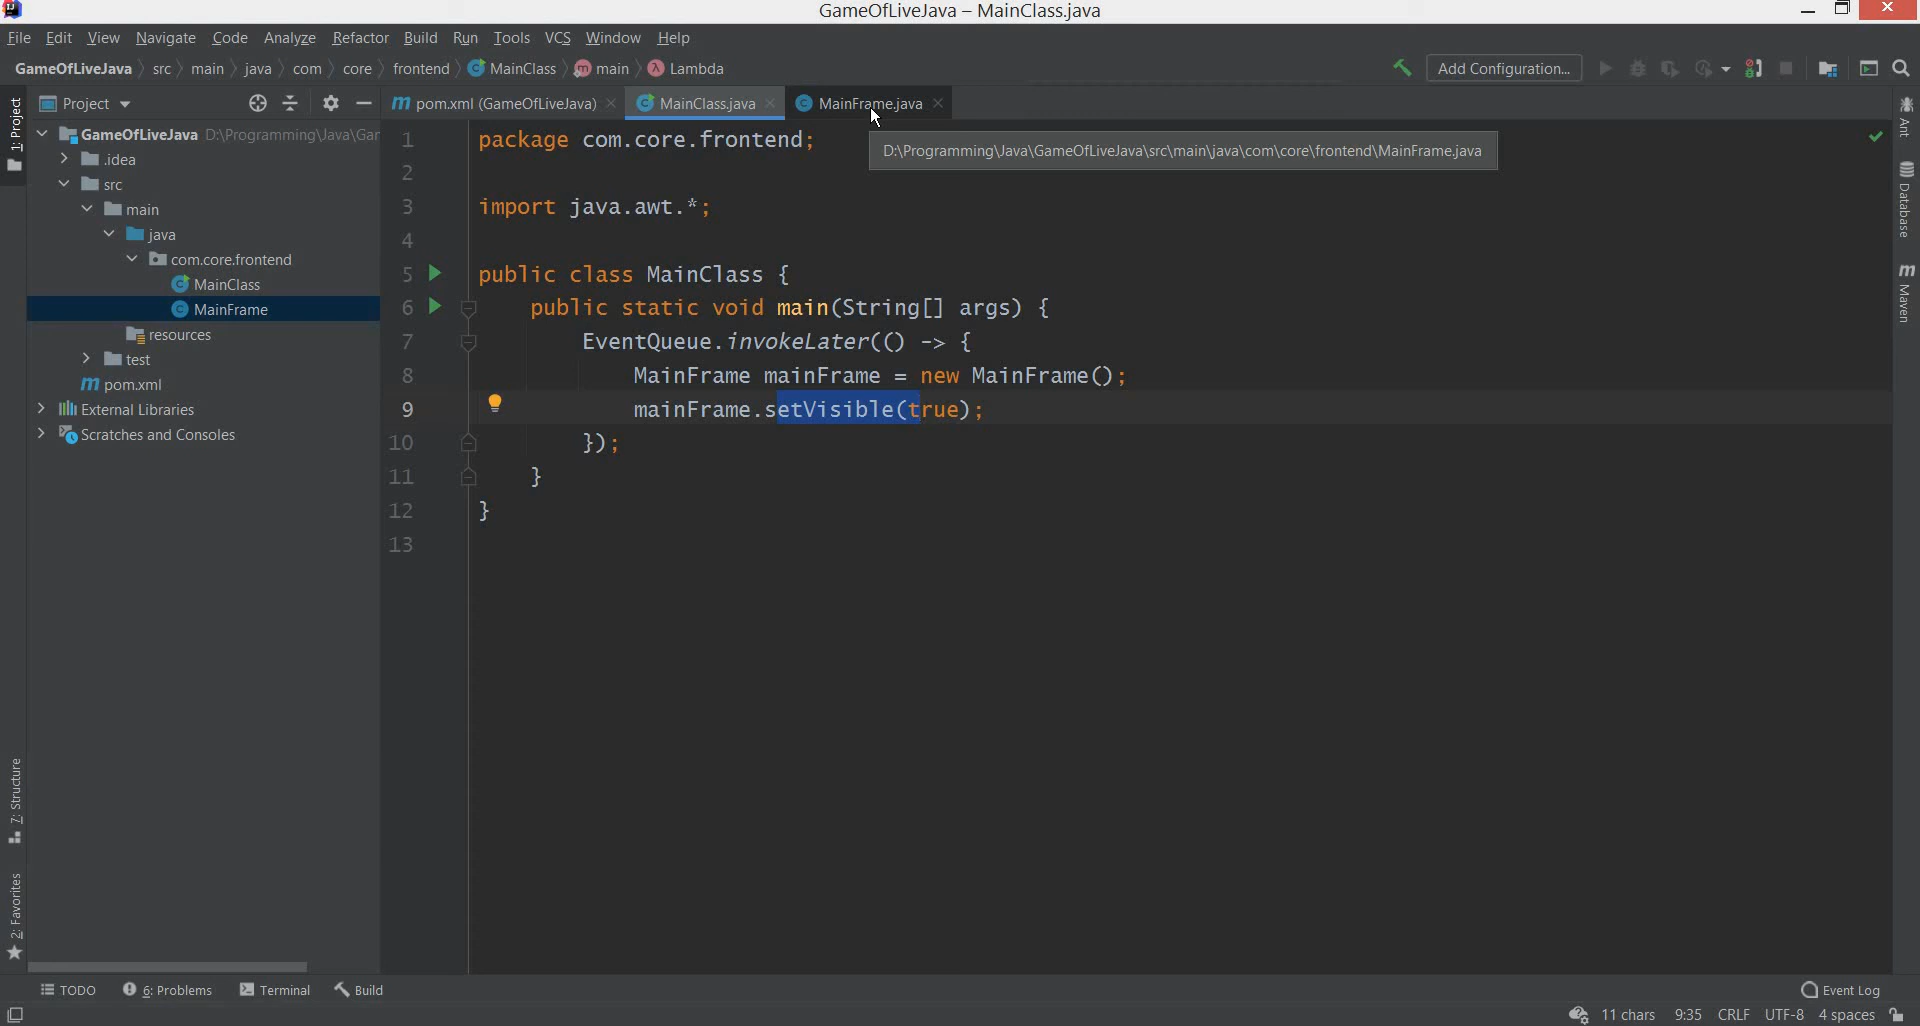 GameOfLiveJava – MainClass.java
File Edit View Navigate Code Analyze Refactor Build Run Tools VCS Window Help
GameOfLiveJava src main java com core frontend MainClass main Lambda
Add Configuration...
Project
pom.xml (GameOfLiveJava)
MainClass.java
MainFrame.java
D:\Programming\Java\GameOfLiveJava\src\main\java\com\core\frontend\MainFrame.java
1: Project
GameOfLiveJava D:\Programming\Java\Gar
.idea
src
main
java
com.core.frontend
MainClass
MainFrame
resources
test
pom.xml
External Libraries
Scratches and Consoles
1 package com.core.frontend;
2
3 import java.awt.*;
4
5 public class MainClass {
6 public static void main(String[] args) {
7 EventQueue.invokeLater(() -> {
8 MainFrame mainFrame = new MainFrame();
9 mainFrame.setVisible(true);
10 });
11 }
12 }
13
Ant
Database
Maven
7: Structure
2: Favorites
TODO 6: Problems Terminal Build
Event Log
11 chars 9:35 CRLF UTF-8 4 spaces